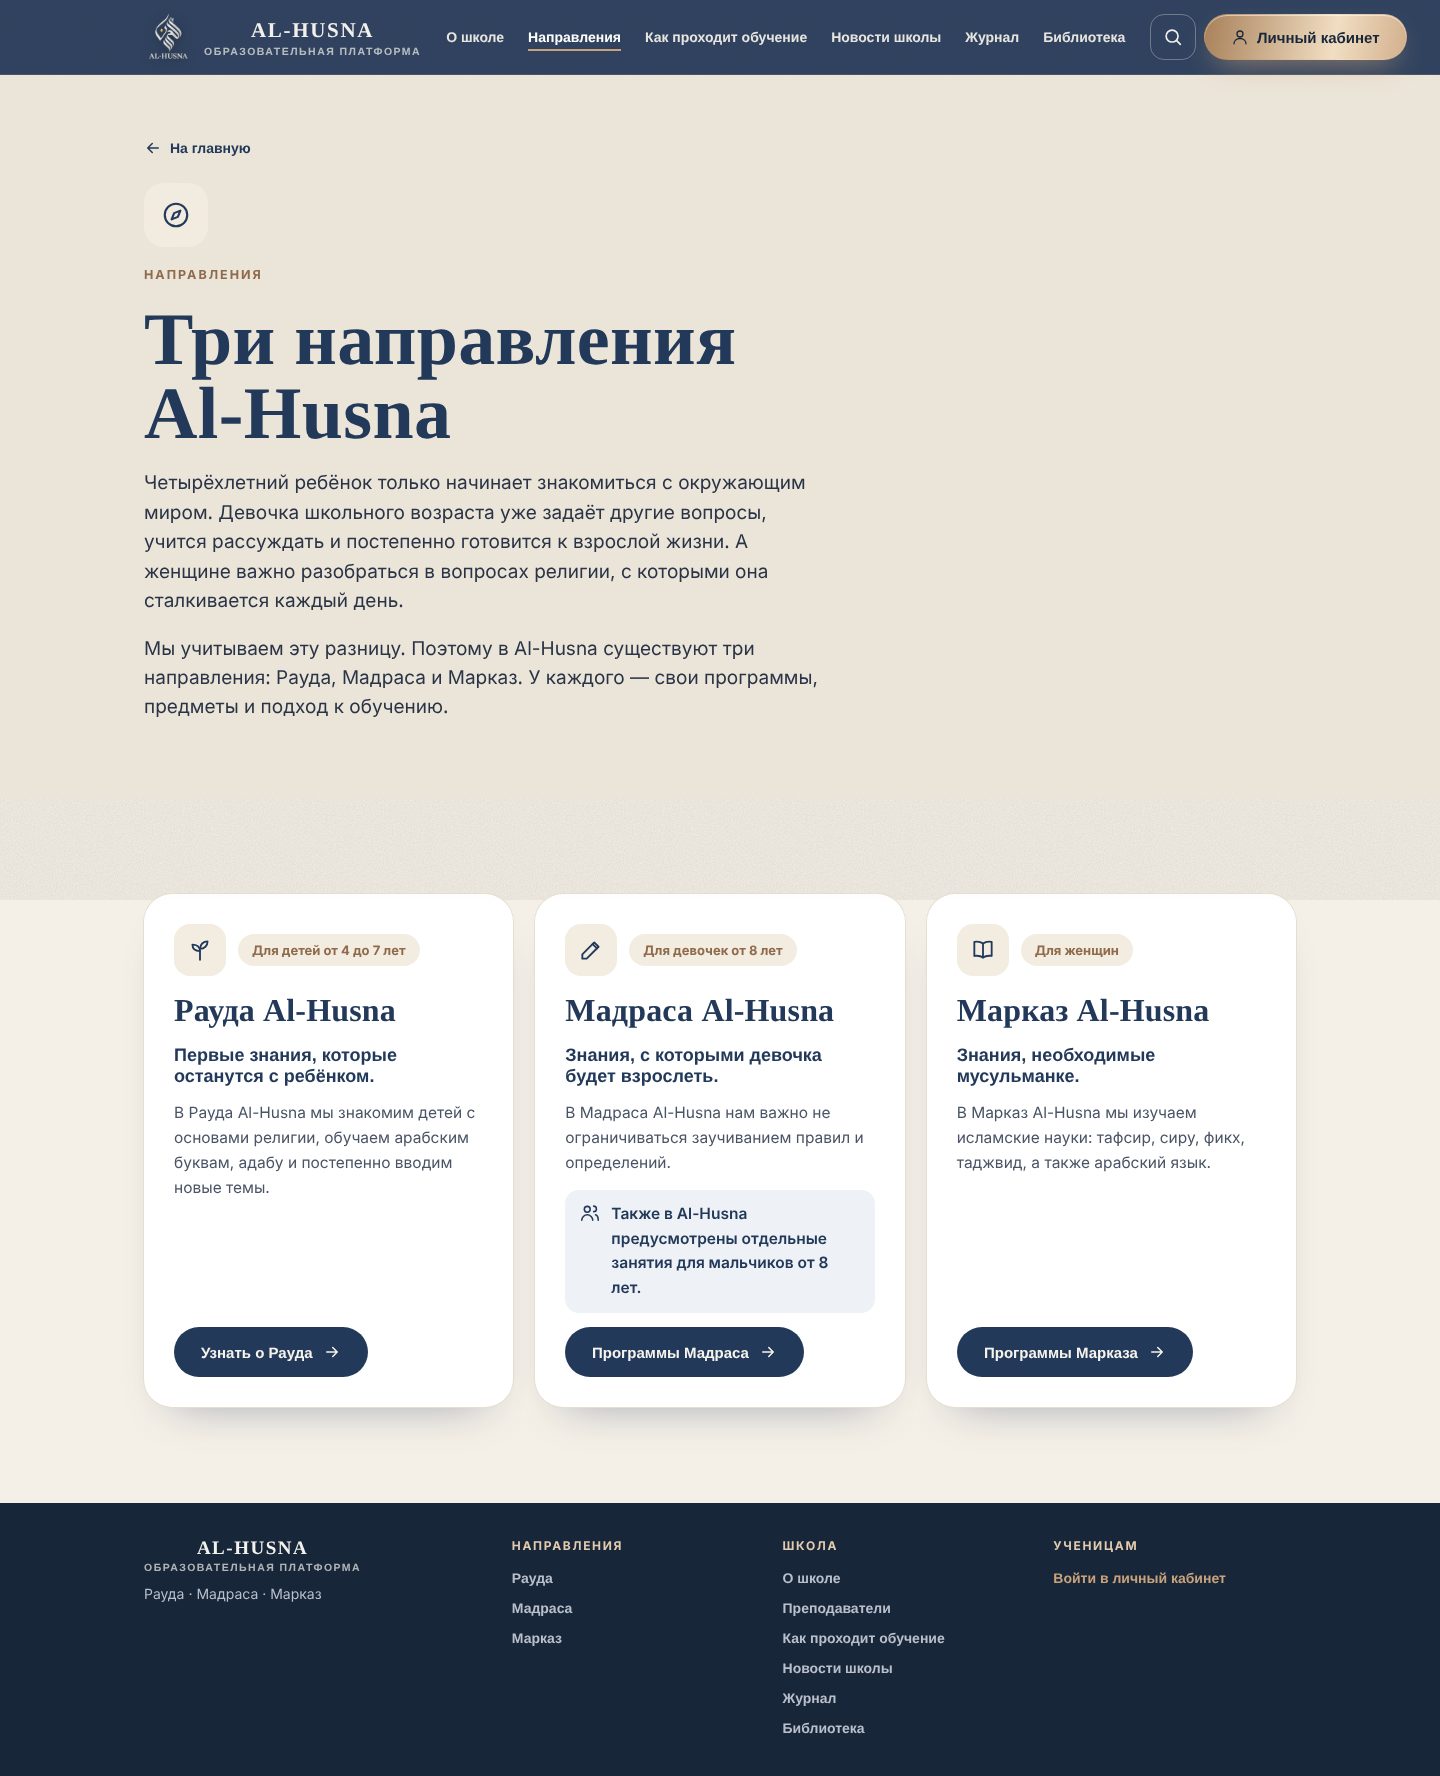 AL-HUSNA
AL-HUSNA
ОБРАЗОВАТЕЛЬНАЯ ПЛАТФОРМА
О школе
Направления
Как проходит обучение
Новости школы
Журнал
Библиотека
Личный кабинет
На главную
НАПРАВЛЕНИЯ
Три направления
Al-Husna
Четырёхлетний ребёнок только начинает знакомиться с окружающим
миром. Девочка школьного возраста уже задаёт другие вопросы,
учится рассуждать и постепенно готовится к взрослой жизни. А
женщине важно разобраться в вопросах религии, с которыми она
сталкивается каждый день.
Мы учитываем эту разницу. Поэтому в Al-Husna существуют три
направления: Рауда, Мадраса и Марказ. У каждого — свои программы,
предметы и подход к обучению.
Для детей от 4 до 7 лет
Рауда Al-Husna
Первые знания, которые
останутся с ребёнком.
В Рауда Al-Husna мы знакомим детей с
основами религии, обучаем арабским
буквам, адабу и постепенно вводим
новые темы.
Узнать о Рауда
Для девочек от 8 лет
Мадраса Al-Husna
Знания, с которыми девочка
будет взрослеть.
В Мадраса Al-Husna нам важно не
ограничиваться заучиванием правил и
определений.
Также в Al-Husna
предусмотрены отдельные
занятия для мальчиков от 8
лет.
Программы Мадраса
Для женщин
Марказ Al-Husna
Знания, необходимые
мусульманке.
В Марказ Al-Husna мы изучаем
исламские науки: тафсир, сиру, фикх,
таджвид, а также арабский язык.
Программы Марказа
AL-HUSNA
ОБРАЗОВАТЕЛЬНАЯ ПЛАТФОРМА
Рауда · Мадраса · Марказ
НАПРАВЛЕНИЯ
Рауда
Мадраса
Марказ
ШКОЛА
О школе
Преподаватели
Как проходит обучение
Новости школы
Журнал
Библиотека
УЧЕНИЦАМ
Войти в личный кабинет